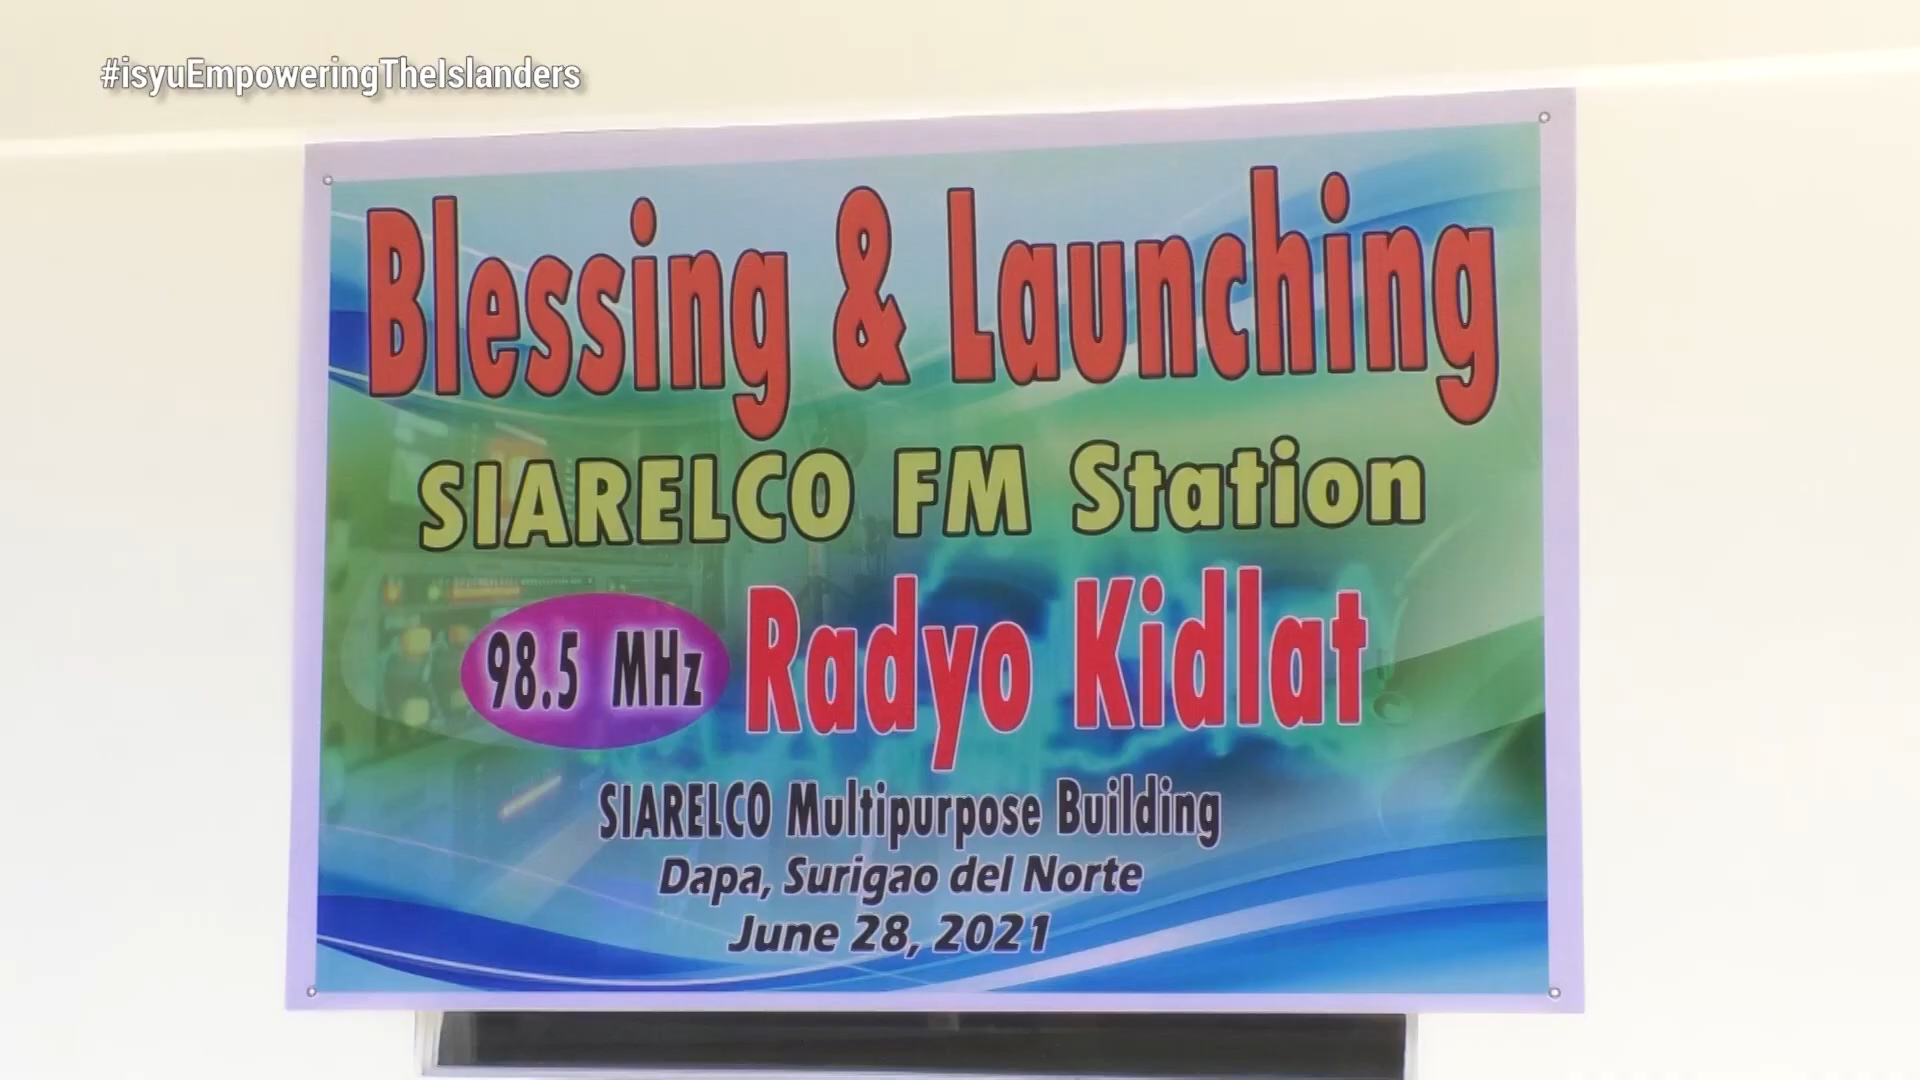 #isyuEmpoweringTheIslanders
Blessing & Launching
SIARELCO FM Station
98.5 MHz Radyo Kidlat
SIARELCO Multipurpose Building
Dapa, Surigao del Norte
June 28, 2021